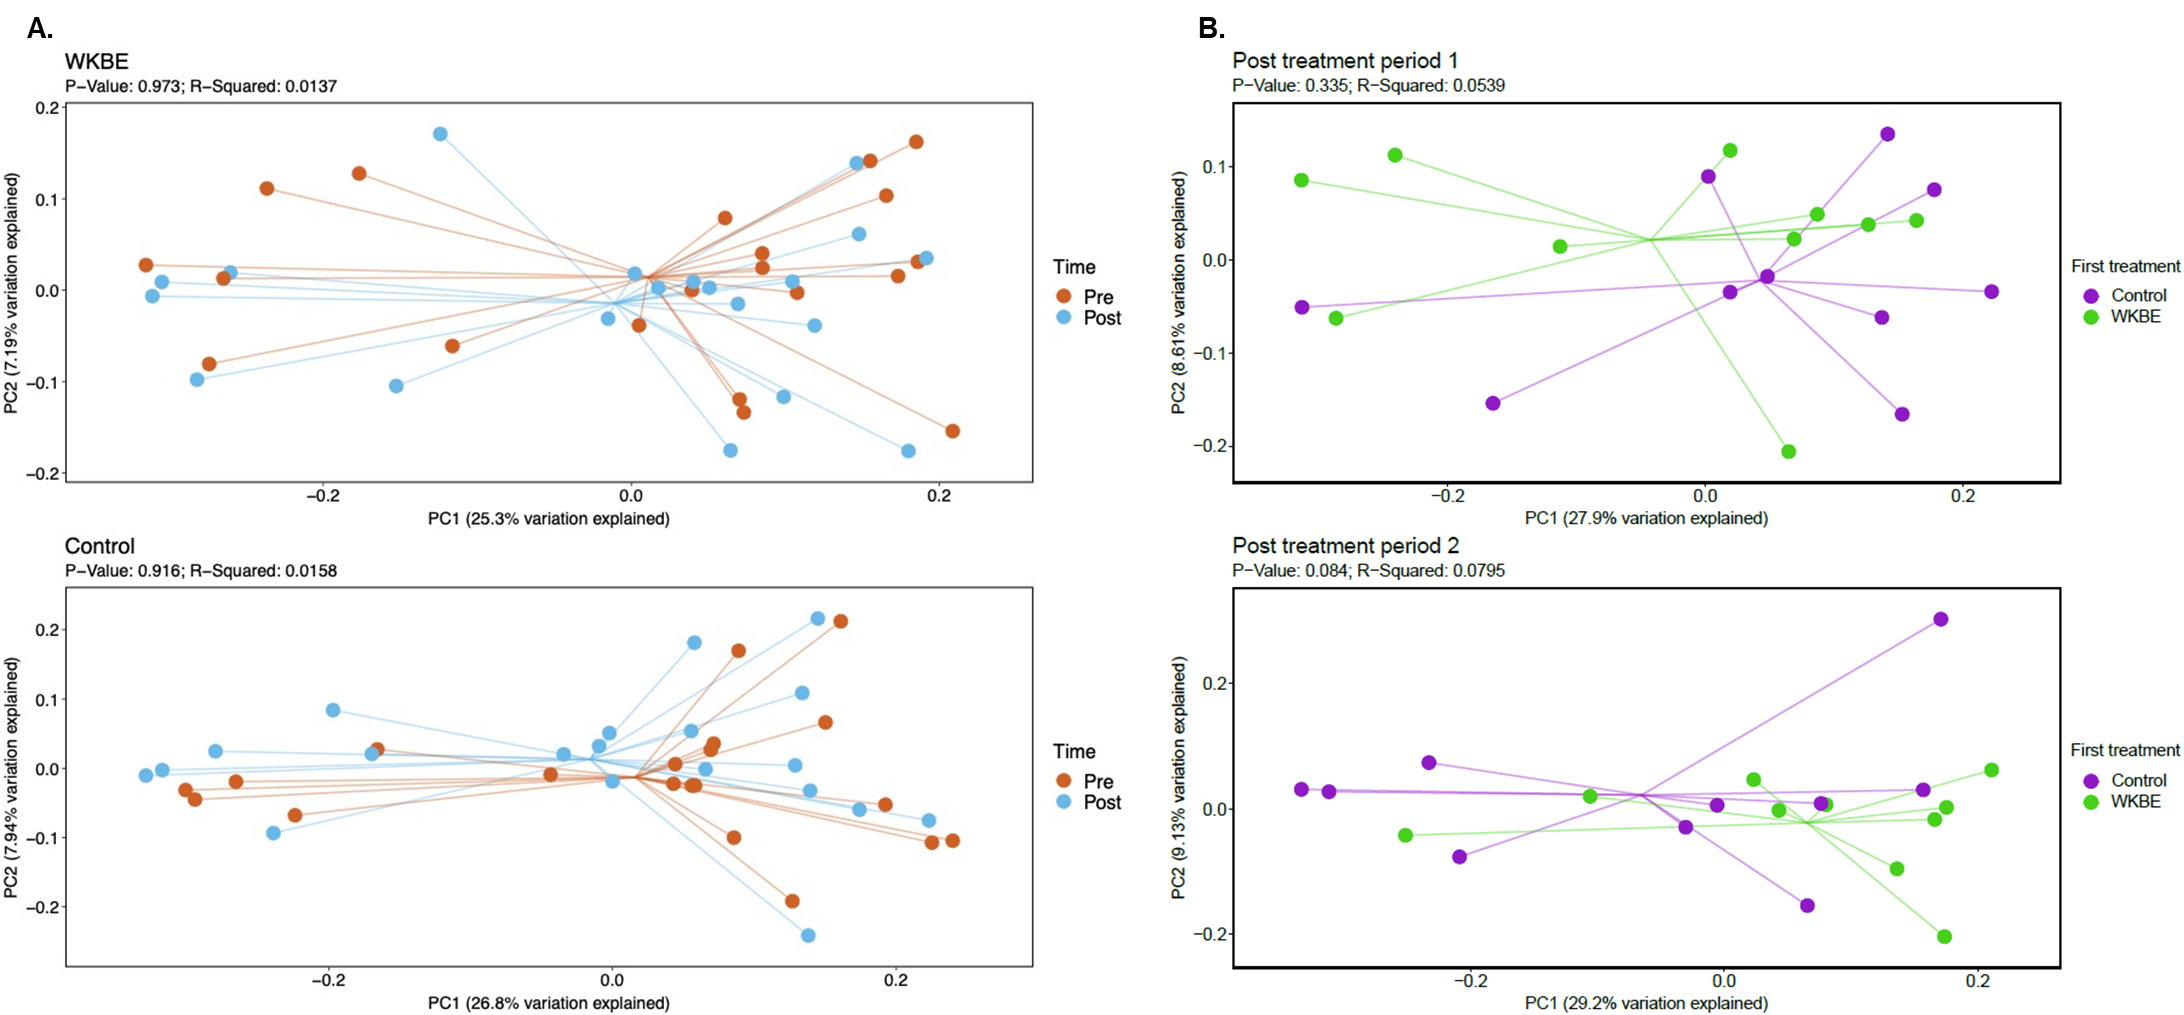 A.
WKBE
P−Value: 0.973; R−Squared: 0.0137
PC2 (7.19% variation explained)
0.2
0.1
0.0
−0.1
−0.2
−0.2 0.0 0.2
PC1 (25.3% variation explained)
Time
Pre
Post
Control
P−Value: 0.916; R−Squared: 0.0158
PC2 (7.94% variation explained)
0.2
0.1
0.0
−0.1
−0.2
−0.2 0.0 0.2
PC1 (26.8% variation explained)
Time
Pre
Post
B.
Post treatment period 1
P−Value: 0.335; R−Squared: 0.0539
PC2 (8.61% variation explained)
0.1
0.0
−0.1
−0.2
−0.2 0.0 0.2
PC1 (27.9% variation explained)
First treatment
Control
WKBE
Post treatment period 2
P−Value: 0.084; R−Squared: 0.0795
PC2 (9.13% variation explained)
0.2
0.0
−0.2
−0.2 0.0 0.2
PC1 (29.2% variation explained)
First treatment
Control
WKBE